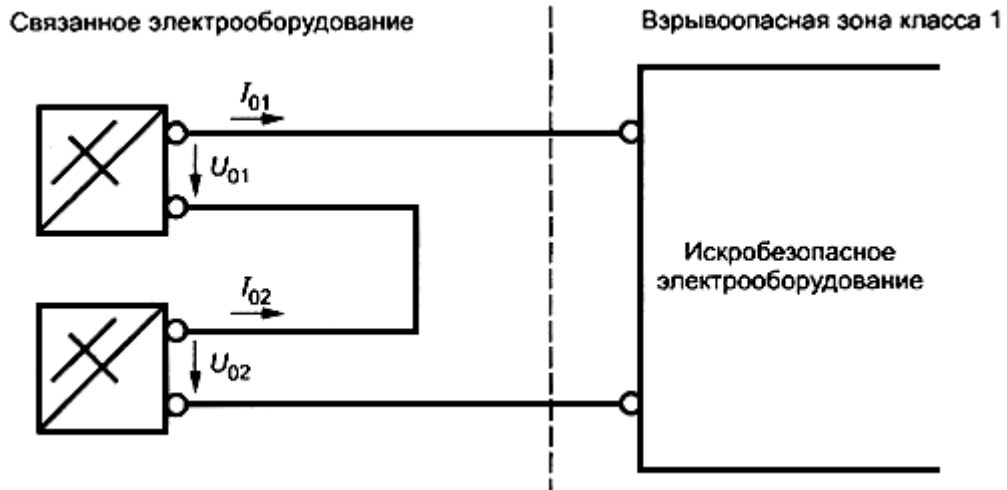 Связанное электрооборудование
Взрывоопасная зона класса 1
I01
U01
I02
U02
Искробезопасное
электрооборудование